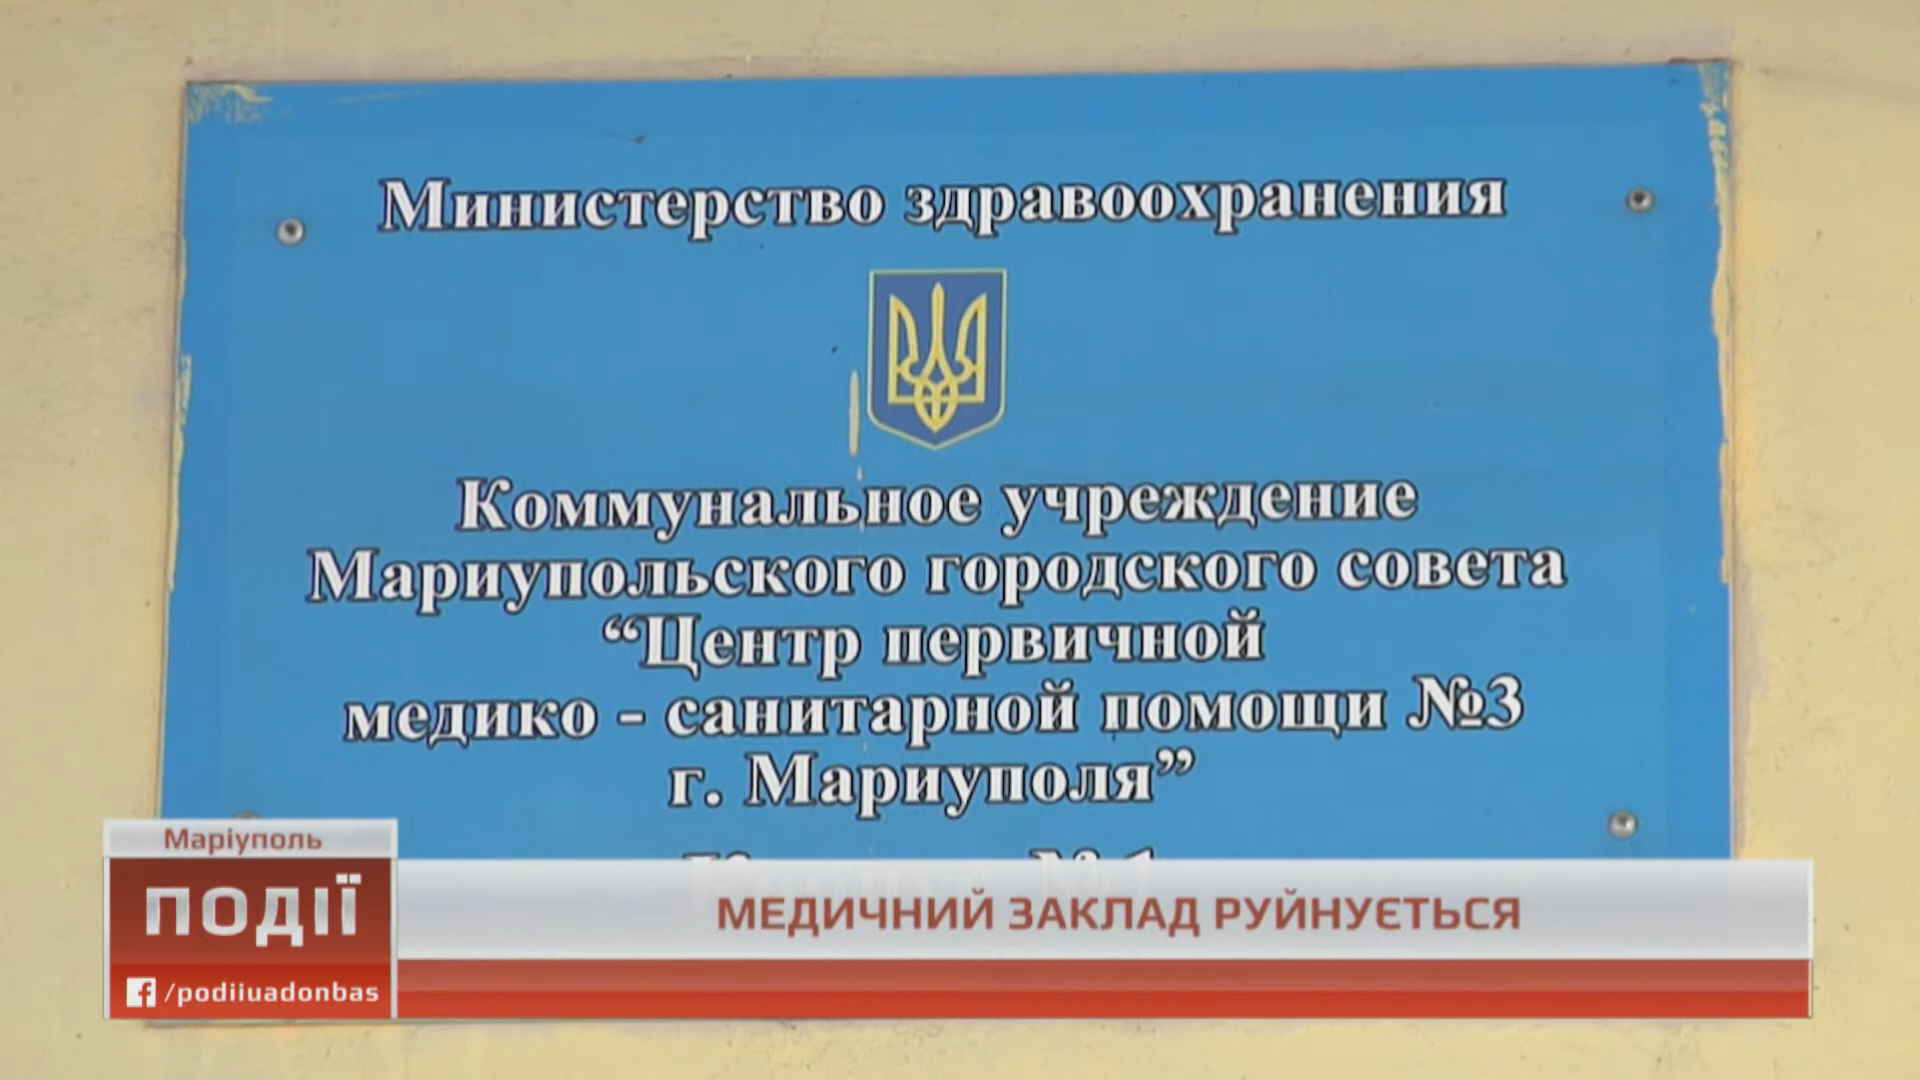 Министерство здравоохранения
Коммунальное учреждение
Мариупольского городского совета
“Центр первичной
медико - санитарной помощи №3
г. Мариуполя”
Маріуполь
ПОДІЇ
МЕДИЧНИЙ ЗАКЛАД РУЙНУЄТЬСЯ
/podiiuadonbas